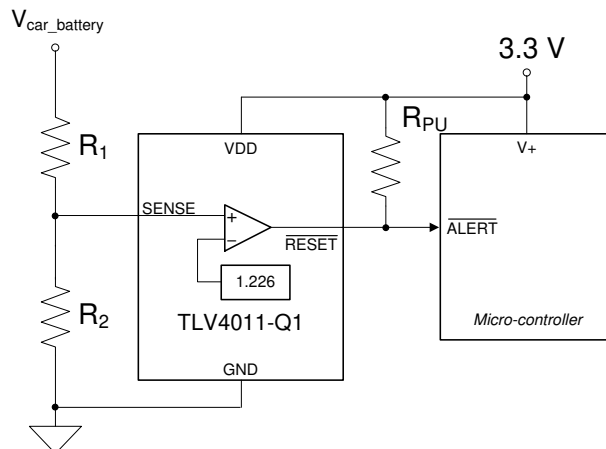 Vcar_battery
3.3 V
R1
RPU
VDD
V+
SENSE
+
−
RESET
ALERT
1.226
R2
TLV4011-Q1
Micro-controller
GND